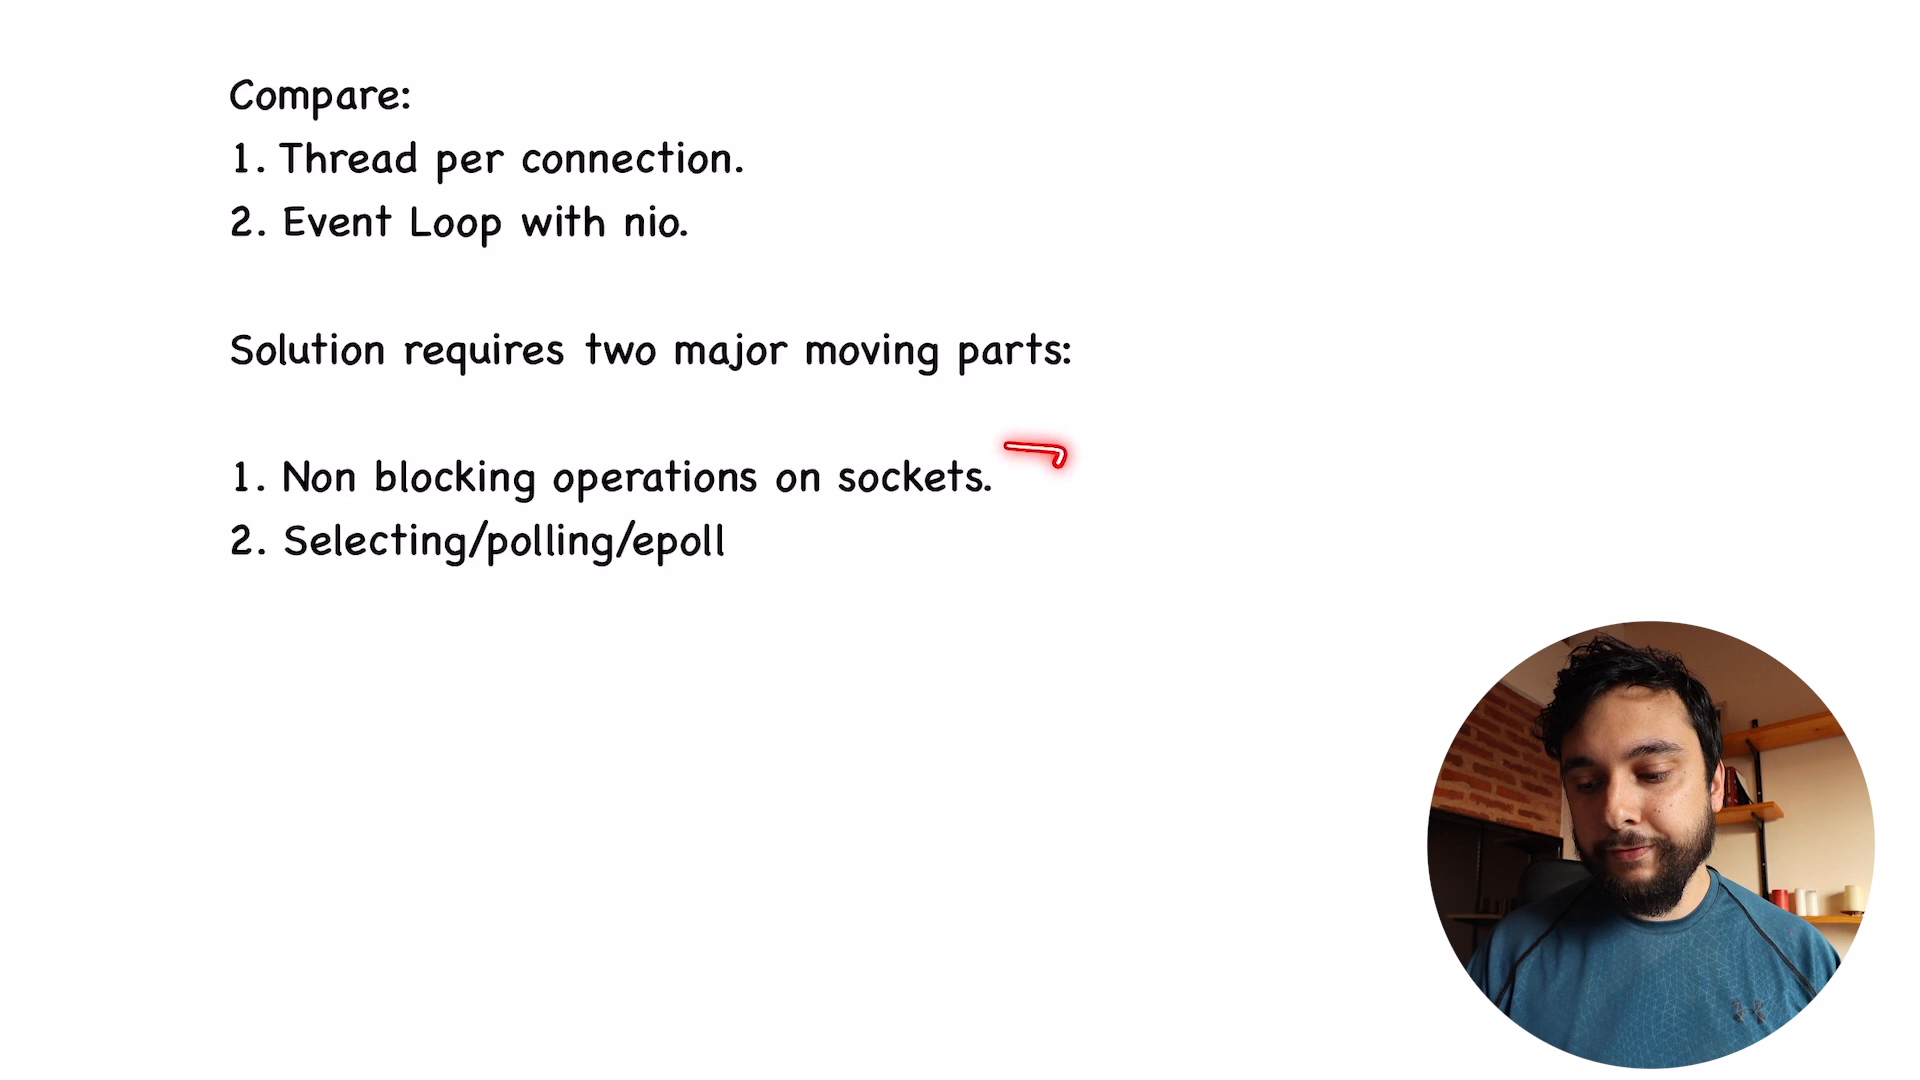 Compare:
1. Thread per connection.
2. Event Loop with nio.
Solution requires two major moving parts:
1. Non blocking operations on sockets.
2. Selecting/polling/epoll